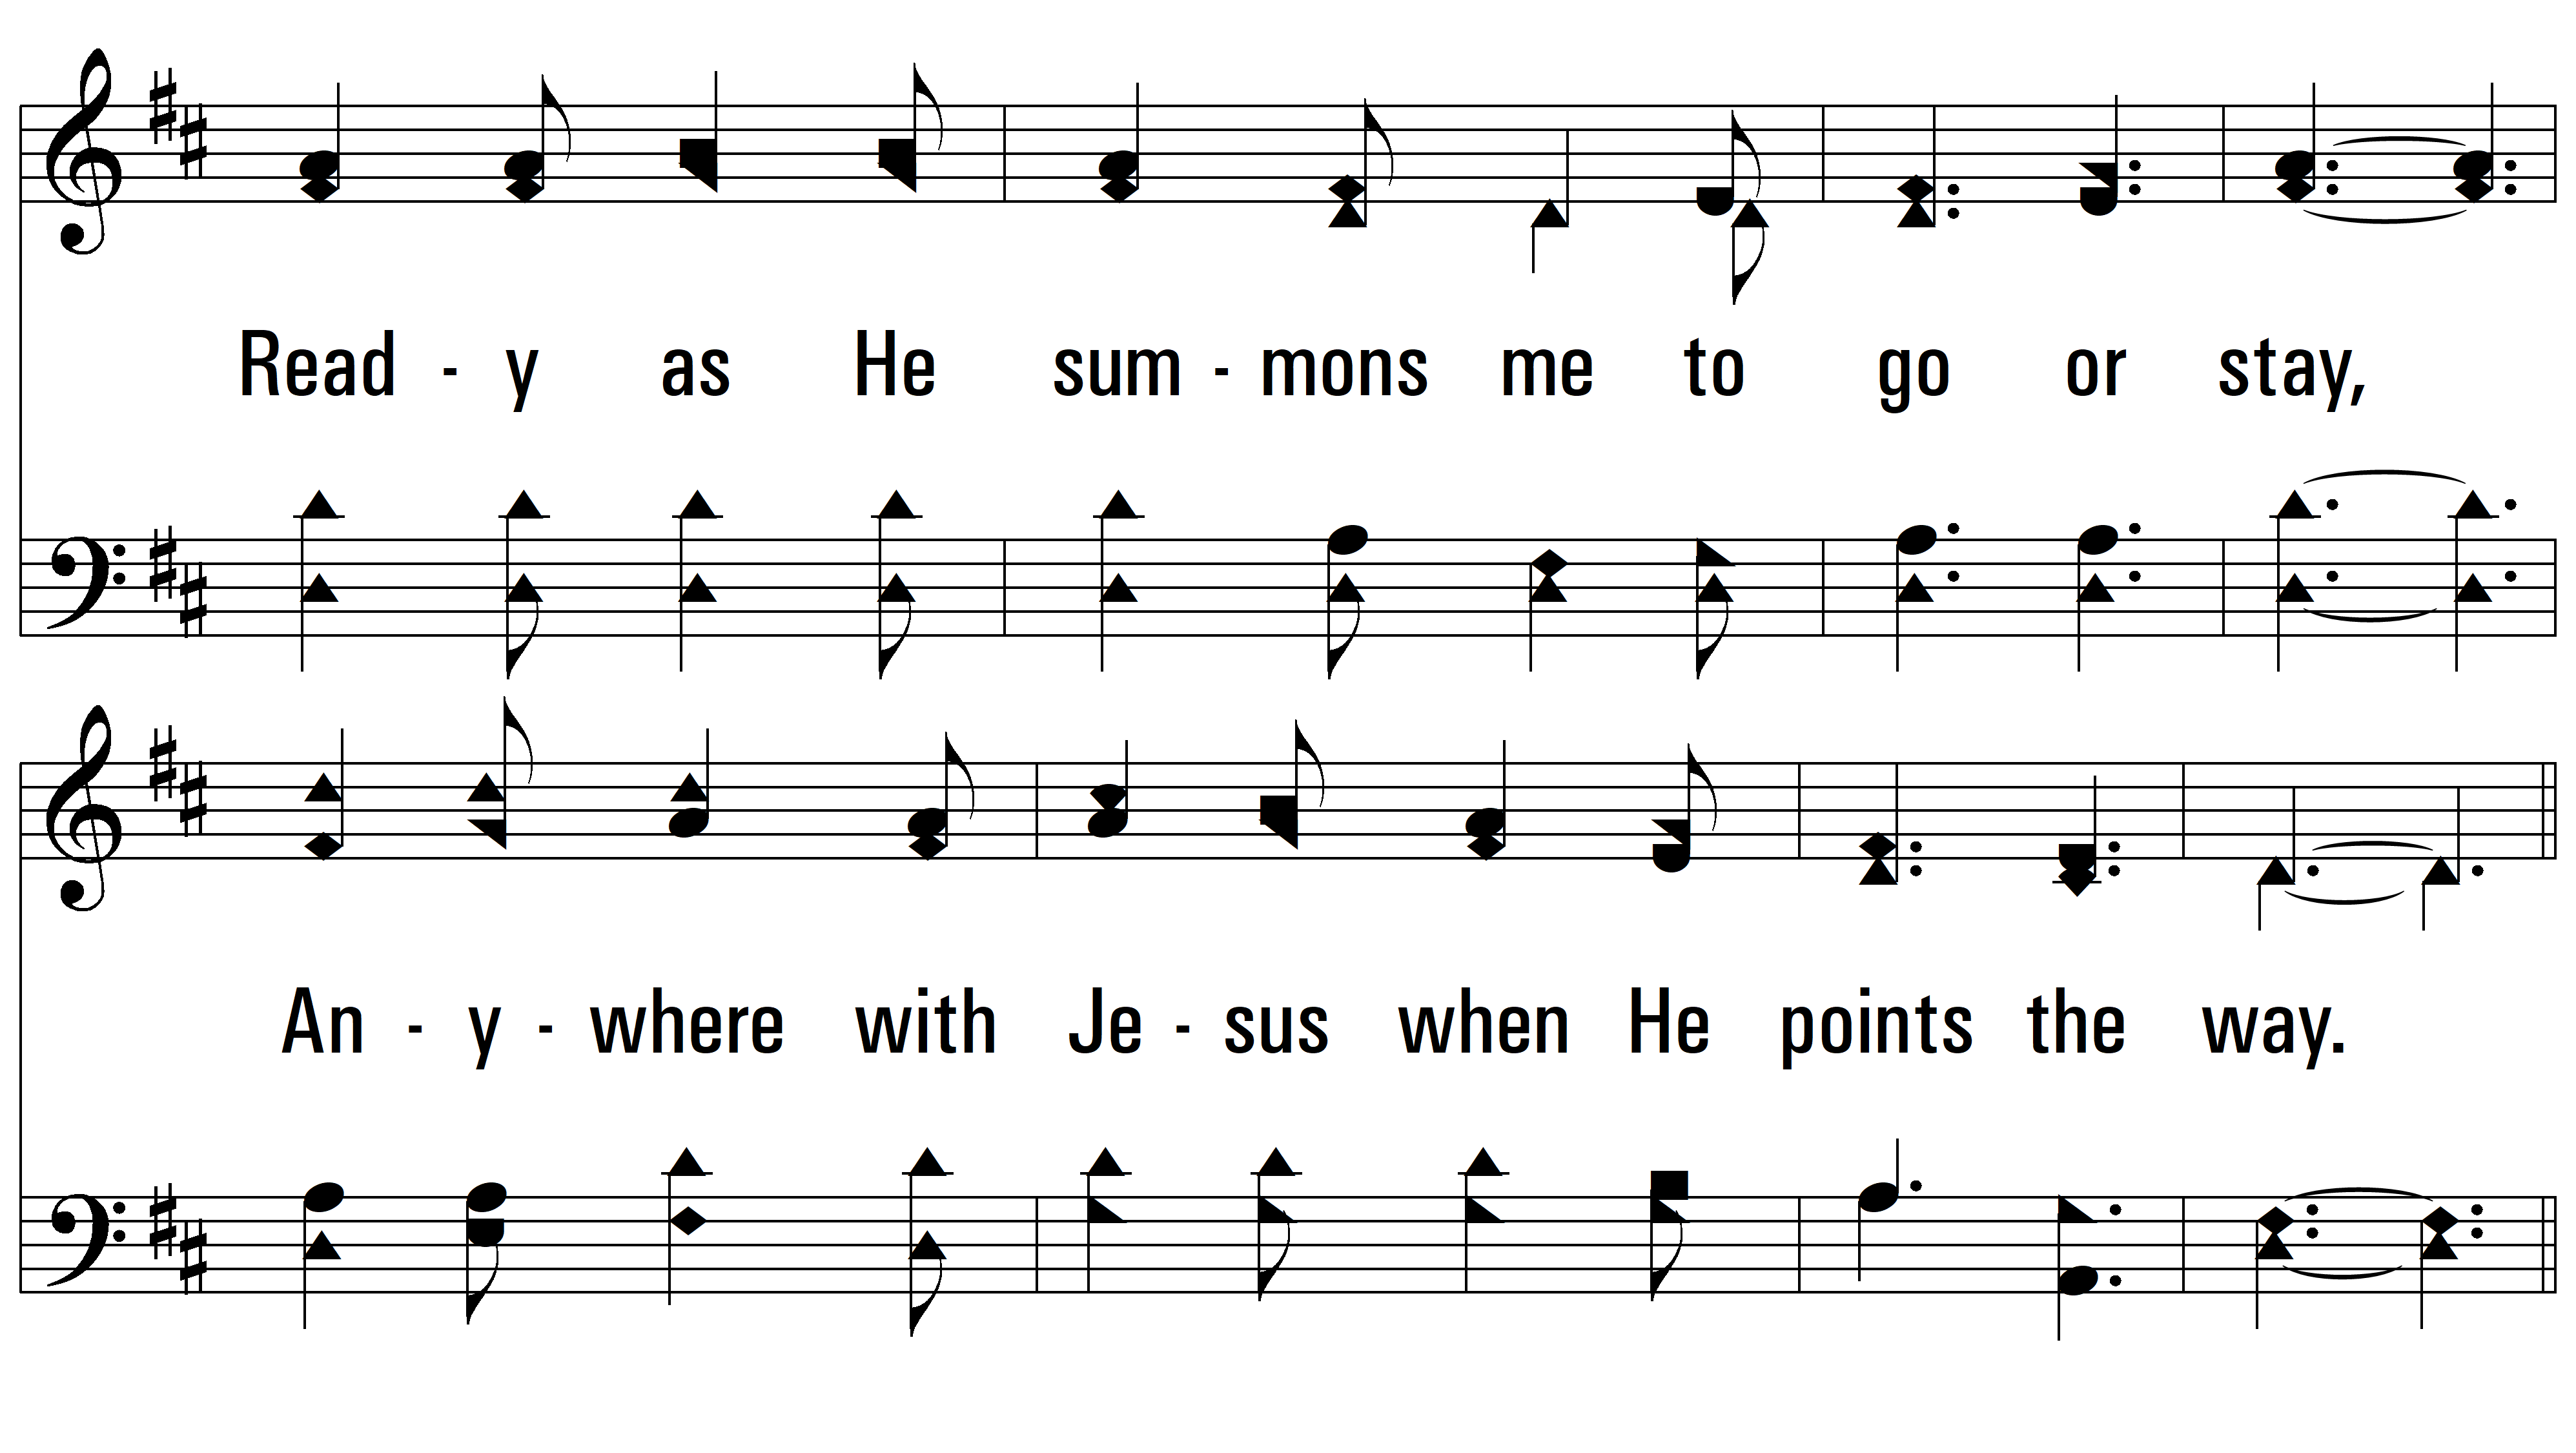 Read - y as He sum - mons me to go or stay,
An - y - where with Je - sus when He points the way.